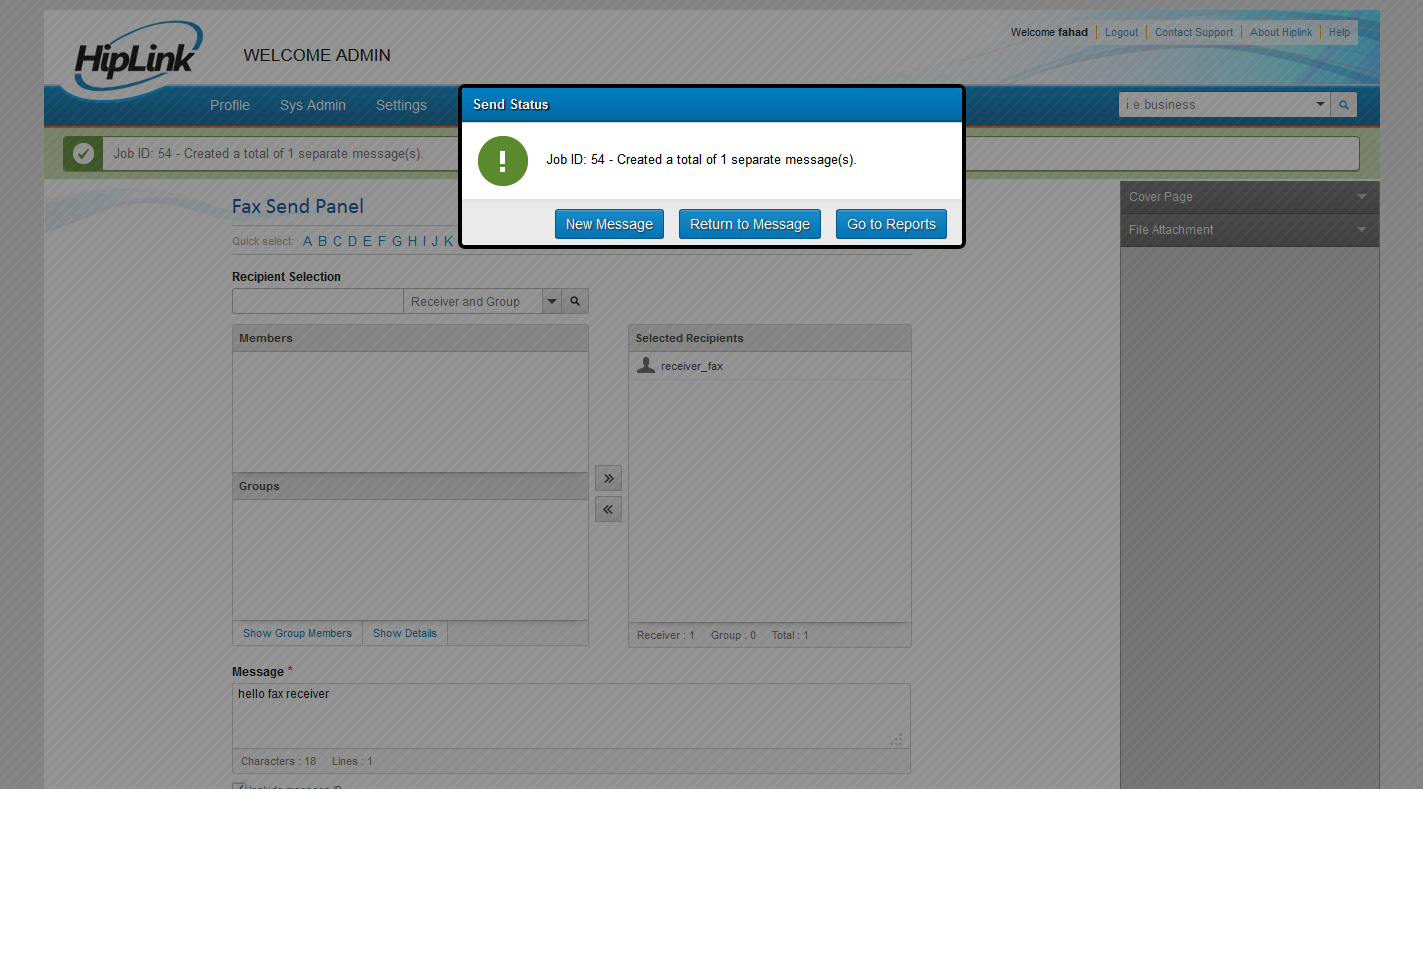 HipLink
WELCOME ADMIN
Welcome fahad Logout Contact Support About Hiplink Help
Profile Sys Admin Settings
i.e.business
Send Status
Job ID: 54 - Created a total of 1 separate message(s).
Job ID: 54 - Created a total of 1 separate message(s).
New Message Return to Message Go to Reports
Fax Send Panel
Quick select: A B C D E F G H I J K
Cover Page
File Attachment
Recipient Selection
Receiver and Group
Members
Selected Recipients
receiver_fax
Groups
Show Group Members Show Details
Receiver : 1 Group : 0 Total : 1
Message *
hello fax receiver
Characters : 18 Lines : 1
Include message ID